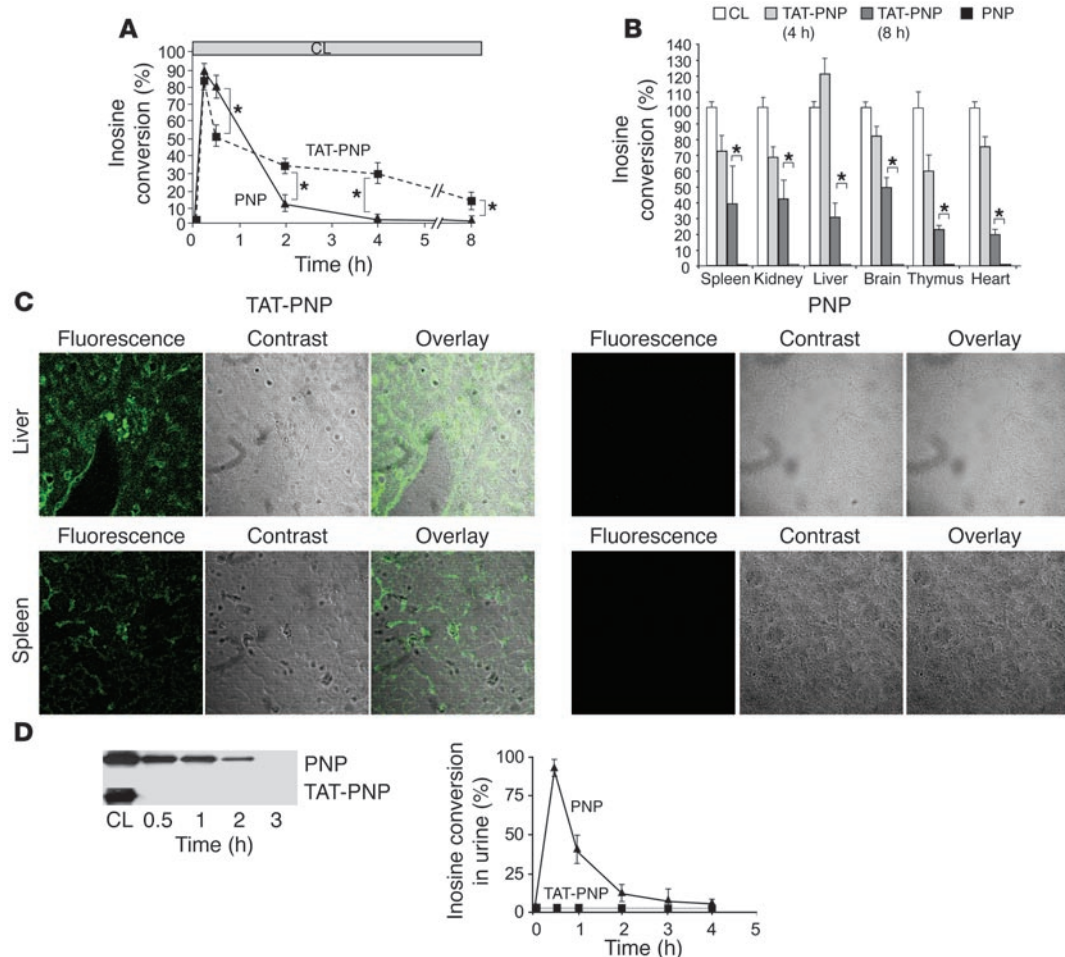 A
CL
Inosine
conversion (%)
100
90
80
70
60
50
40
30
20
10
0
*
TAT-PNP
*
*
*
PNP
0 1 2 3 4 5 8
Time (h)
B
CL TAT-PNP TAT-PNP PNP
(4 h) (8 h)
Inosine
conversion (%)
140
130
120
110
100
80
60
40
30
20
10
0
* * * * * *
Spleen Kidney Liver Brain Thymus Heart
C
TAT-PNP
Fluorescence Contrast Overlay
Liver
Fluorescence Contrast Overlay
Spleen
PNP
Fluorescence Contrast Overlay
Fluorescence Contrast Overlay
D
PNP
TAT-PNP
CL 0.5 1 2 3
Time (h)
Inosine conversion
in urine (%)
100
75
50
25
0
PNP
TAT-PNP
0 1 2 3 4 5
Time (h)